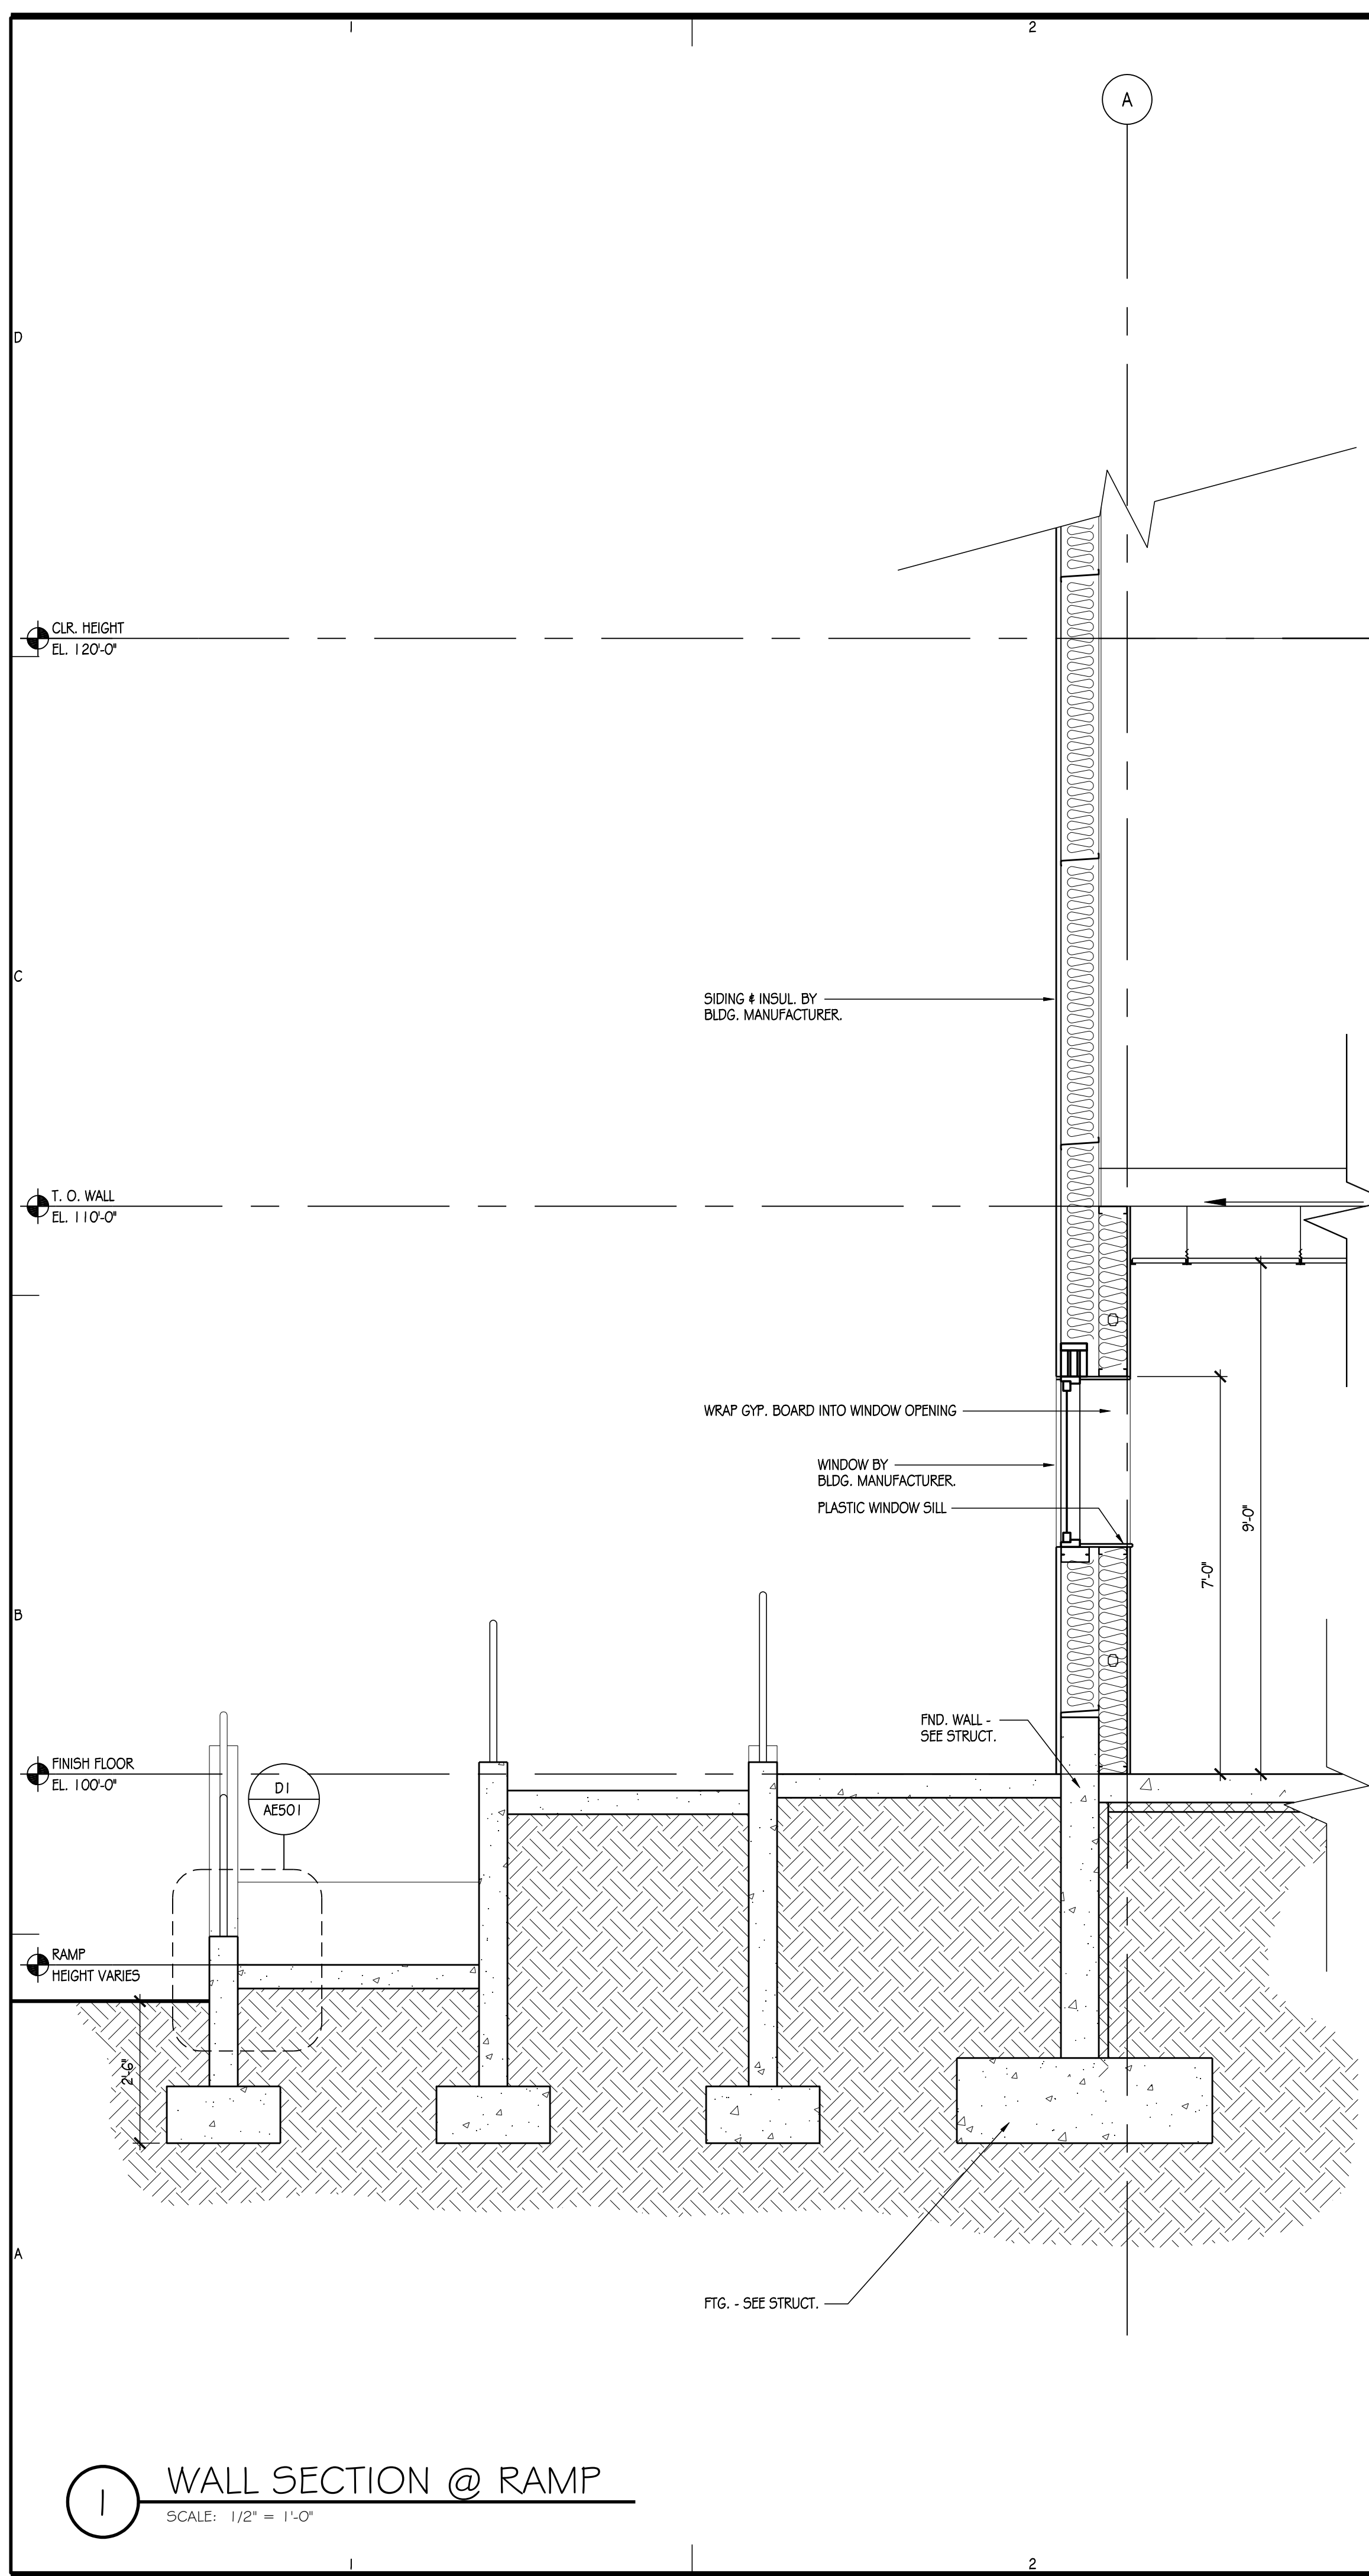 1
2
A
D
CLR. HEIGHT
EL. 120'-0"
C
SIDING & INSUL. BY
BLDG. MANUFACTURER.
T. O. WALL
EL. 110'-0"
WRAP GYP. BOARD INTO WINDOW OPENING
WINDOW BY
BLDG. MANUFACTURER.
PLASTIC WINDOW SILL
9'-0"
7'-0"
B
FND. WALL -
SEE STRUCT.
FINISH FLOOR
EL. 100'-0"
D1
AE501
RAMP
HEIGHT VARIES
2'-6"
A
FTG. - SEE STRUCT.
1
WALL SECTION @ RAMP
SCALE: 1/2" = 1'-0"
1
2